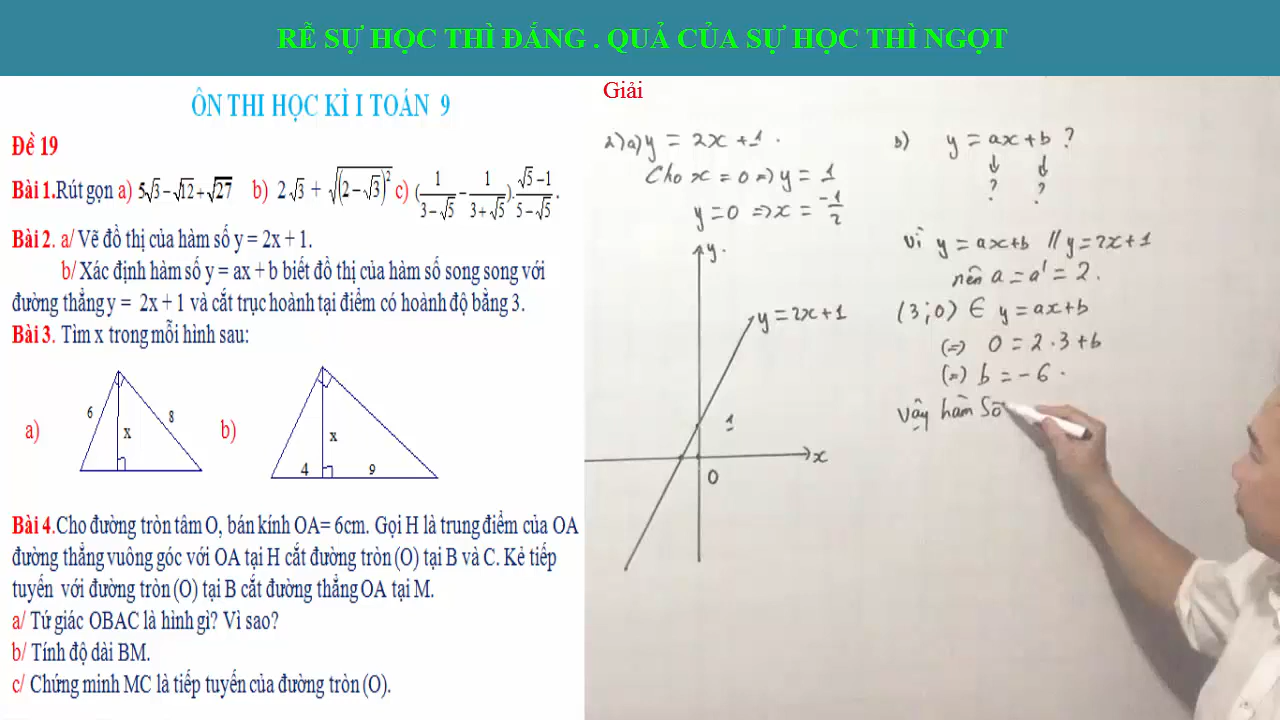 RỄ SỰ HỌC THÌ ĐẮNG . QUẢ CỦA SỰ HỌC THÌ NGỌT
ÔN THI HỌC KÌ I TOÁN 9
Đề 19
Bài 1.Rút gọn a) 5√3−√12+√27 b) 2√3 + √(2−√3)² c) (1/(3−√5) − 1/(3+√5)).(√5−1)/(5−√5) .
Bài 2. a/ Vẽ đồ thị của hàm số y = 2x + 1.
b/ Xác định hàm số y = ax + b biết đồ thị của hàm số song song với
đường thẳng y = 2x + 1 và cắt trục hoành tại điểm có hoành độ bằng 3.
Bài 3. Tìm x trong mỗi hình sau:
a)
6
8
x
b)
x
4
9
Bài 4.Cho đường tròn tâm O, bán kính OA= 6cm. Gọi H là trung điểm của OA
đường thẳng vuông góc với OA tại H cắt đường tròn (O) tại B và C. Kẻ tiếp
tuyến với đường tròn (O) tại B cắt đường thẳng OA tại M.
a/ Tứ giác OBAC là hình gì? Vì sao?
b/ Tính độ dài BM.
c/ Chứng minh MC là tiếp tuyến của đường tròn (O).
Giải
2) a) y = 2x + 1 .
Cho x = 0 => y = 1
y = 0 => x = -1/2
y.
y = 2x + 1
1
x
O
b) y = ax + b ?
? ?
Vì y = ax + b // y = 2x + 1
nên a = a' = 2 .
(3 ; 0) ∈ y = ax + b
(=) 0 = 2 . 3 + b
(=) b = - 6 .
Vậy hàm Số